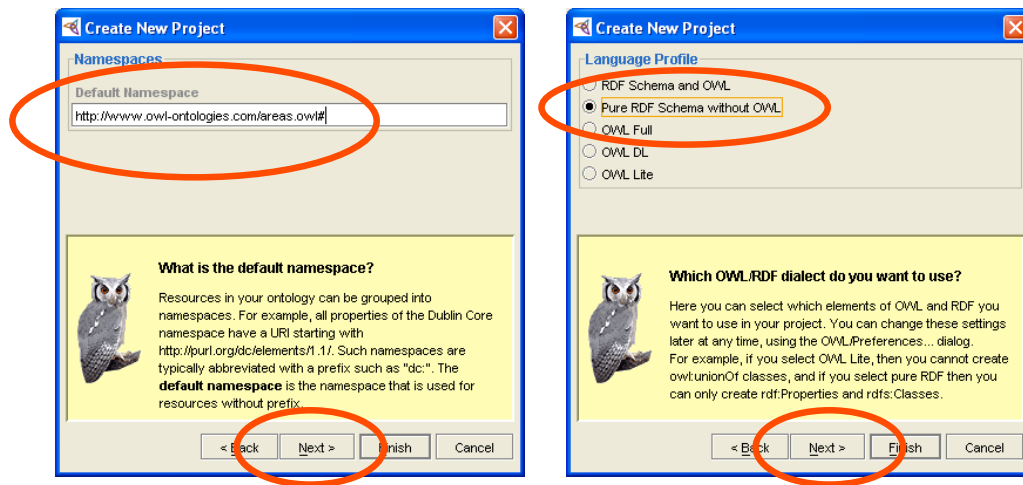 Create New Project
Namespaces
Default Namespace
http://www.owl-ontologies.com/areas.owl#
What is the default namespace?
Resources in your ontology can be grouped into
namespaces. For example, all properties of the Dublin Core
namespace have a URI starting with
http://purl.org/dc/elements/1.1/. Such namespaces are
typically abbreviated with a prefix such as "dc:". The
default namespace is the namespace that is used for
resources without prefix.
< Back Next > Finish Cancel
Create New Project
Language Profile
RDF Schema and OWL
Pure RDF Schema without OWL
OWL Full
OWL DL
OWL Lite
Which OWL/RDF dialect do you want to use?
Here you can select which elements of OWL and RDF you
want to use in your project. You can change these settings
later at any time, using the OWL/Preferences... dialog.
For example, if you select OWL Lite, then you cannot create
owl:unionOf classes, and if you select pure RDF then you
can only create rdf:Properties and rdfs:Classes.
< Back Next > Finish Cancel